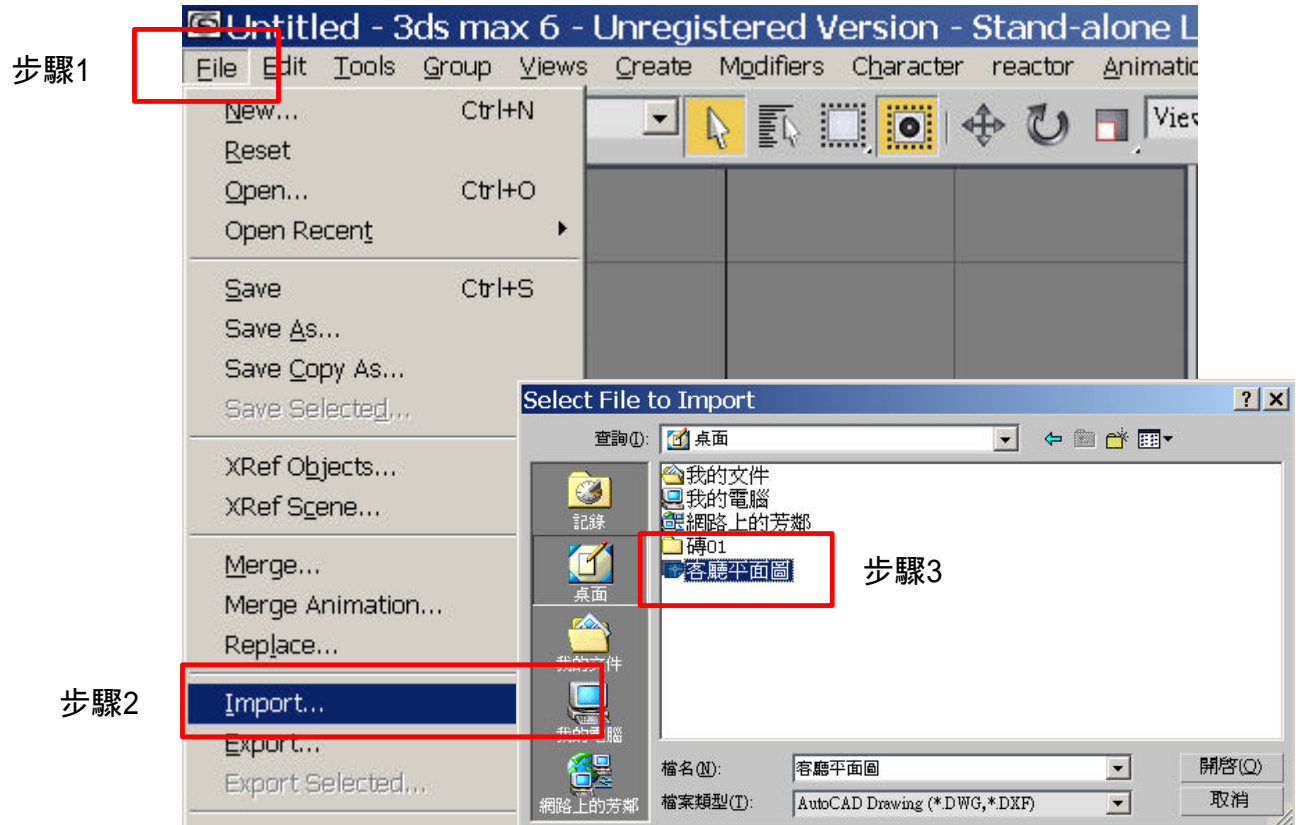 Untitled - 3ds max 6 - Unregistered Version - Stand-alone L
步驟1
File Edit Tools Group Views Create Modifiers Character reactor Animatic
New... Ctrl+N
View
Reset
Open... Ctrl+O
Open Recent
Save Ctrl+S
Save As...
Save Copy As...
Save Selected...
XRef Objects...
XRef Scene...
Merge...
Merge Animation...
Replace...
步驟2
Import...
Export...
Export Selected...
Select File to Import
查詢(I): 桌面
我的文件
我的電腦
網路上的芳鄰
磚01
客廳平面圖
步驟3
記錄
桌面
我的文件
我的電腦
網路上的芳鄰
檔名(N): 客廳平面圖 開啓(O)
檔案類型(T): AutoCAD Drawing (*.DWG,*.DXF) 取消